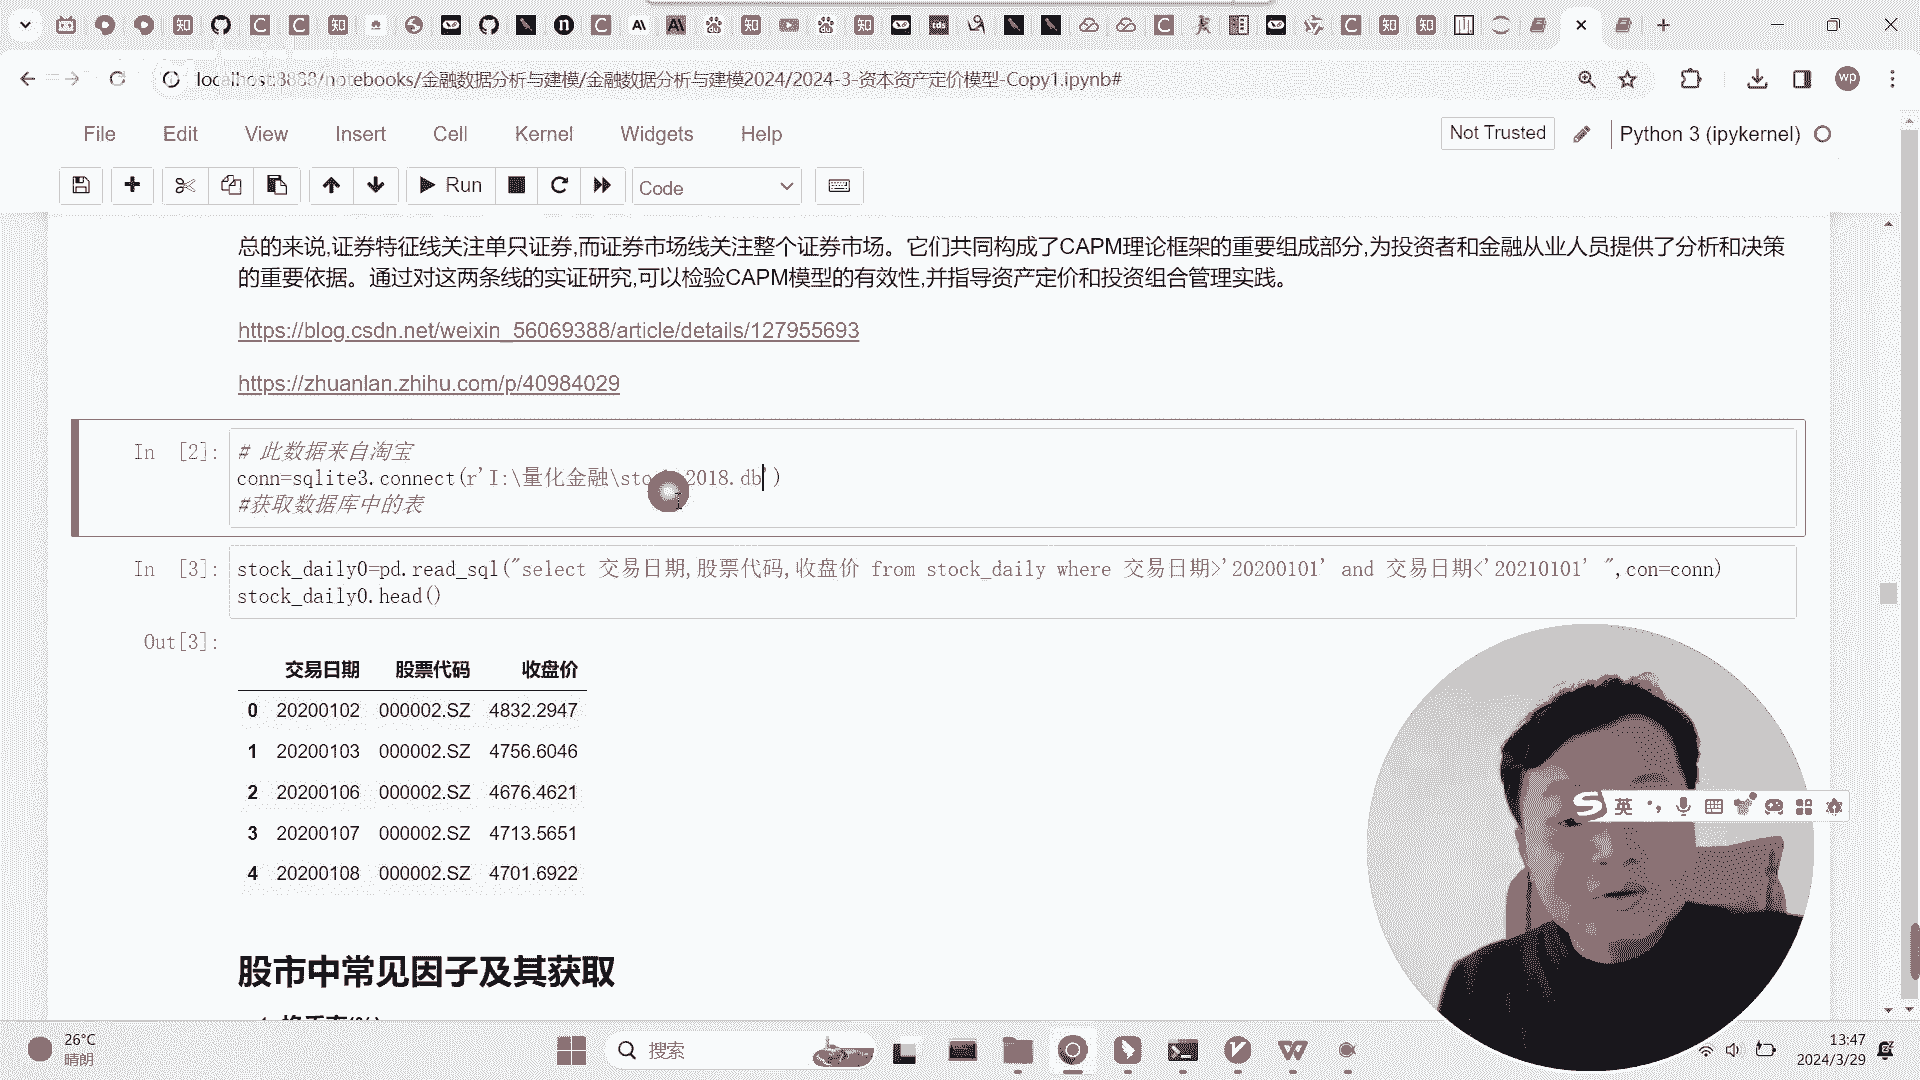 localhost:8888/notebooks/金融数据分析与建模/金融数据分析与建模2024/2024-3-资本资产定价模型-Copy1.ipynb#
wp
File Edit View Insert Cell Kernel Widgets Help
Not Trusted
Python 3 (ipykernel)
Run
Code
总的来说,证券特征线关注单只证券,而证券市场线关注整个证券市场。它们共同构成了CAPM理论框架的重要组成部分,为投资者和金融从业人员提供了分析和决策
的重要依据。通过对这两条线的实证研究,可以检验CAPM模型的有效性,并指导资产定价和投资组合管理实践。
https://blog.csdn.net/weixin_56069388/article/details/127955693
https://zhuanlan.zhihu.com/p/40984029
In [2]:
# 此数据来自淘宝
conn=sqlite3.connect(r'I:\量化金融\sto 2018.db')
#获取数据库中的表
In [3]:
stock_daily0=pd.read_sql("select 交易日期,股票代码,收盘价 from stock_daily where 交易日期>'20200101' and 交易日期<'20210101' ",con=conn)
stock_daily0.head()
Out[3]:
交易日期 股票代码 收盘价
0 20200102 000002.SZ 4832.2947
1 20200103 000002.SZ 4756.6046
2 20200106 000002.SZ 4676.4621
3 20200107 000002.SZ 4713.5651
4 20200108 000002.SZ 4701.6922
英
股市中常见因子及其获取
26°C
晴朗
搜索
13:47
2024/3/29